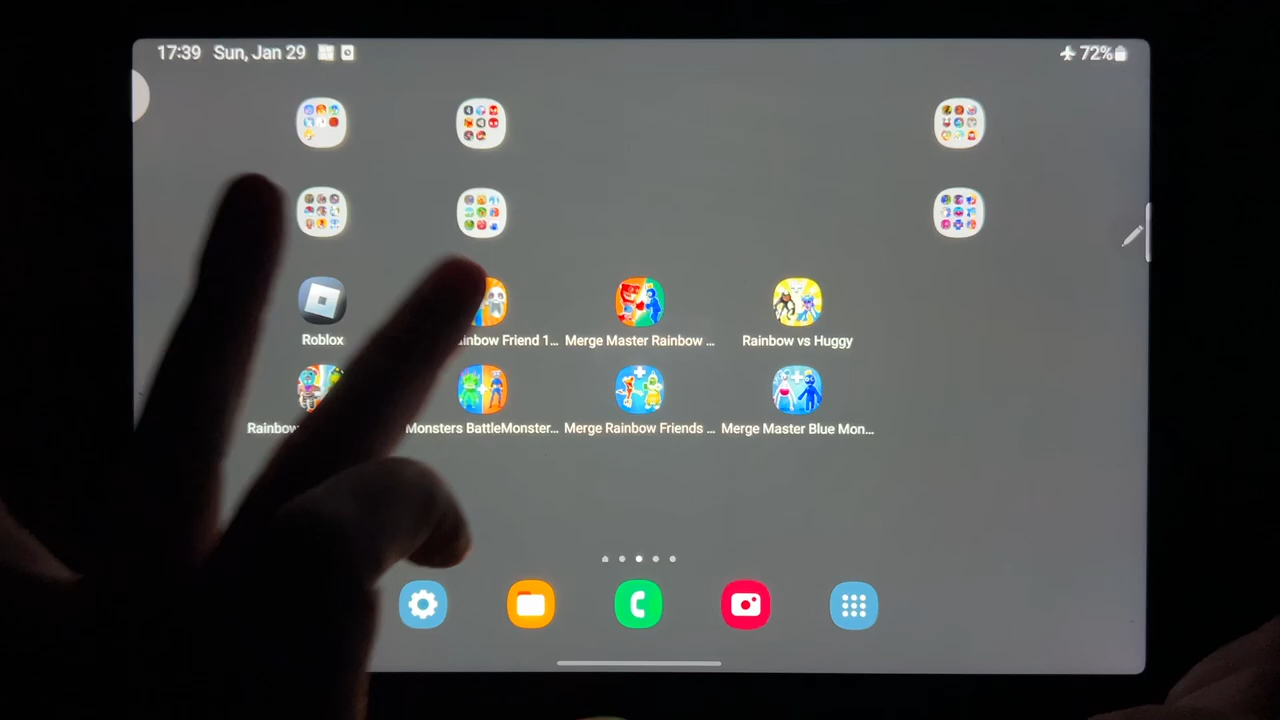 17:39 Sun, Jan 29
72%
Roblox
inbow Friend 1...
Merge Master Rainbow ...
Rainbow vs Huggy
Rainbow
Monsters BattleMonster...
Merge Rainbow Friends ...
Merge Master Blue Mon...